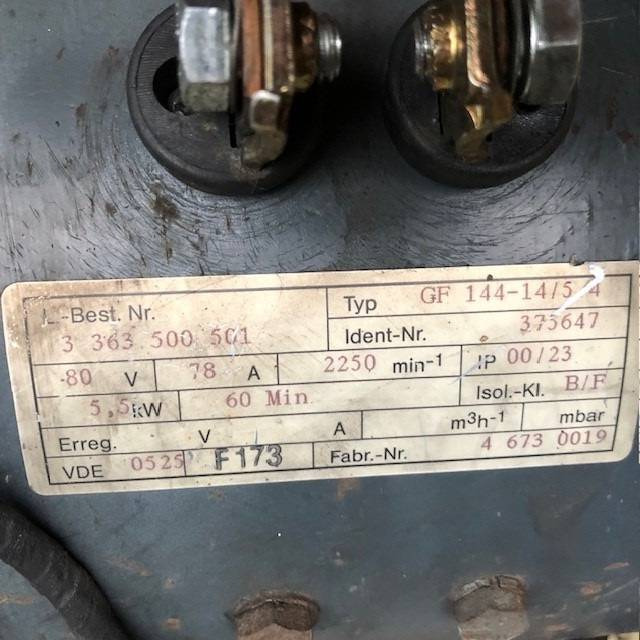 L-Best. Nr.
3 363 500 501
Typ GF 144-14/5
Ident-Nr. 375647
80 V 78 A 2250 min-1 IP 00/23
5,5 kW 60 Min Isol.-Kl. B/F
Erreg. V A m³h-1 mbar
VDE 0525 F173 Fabr.-Nr. 4 673 0019